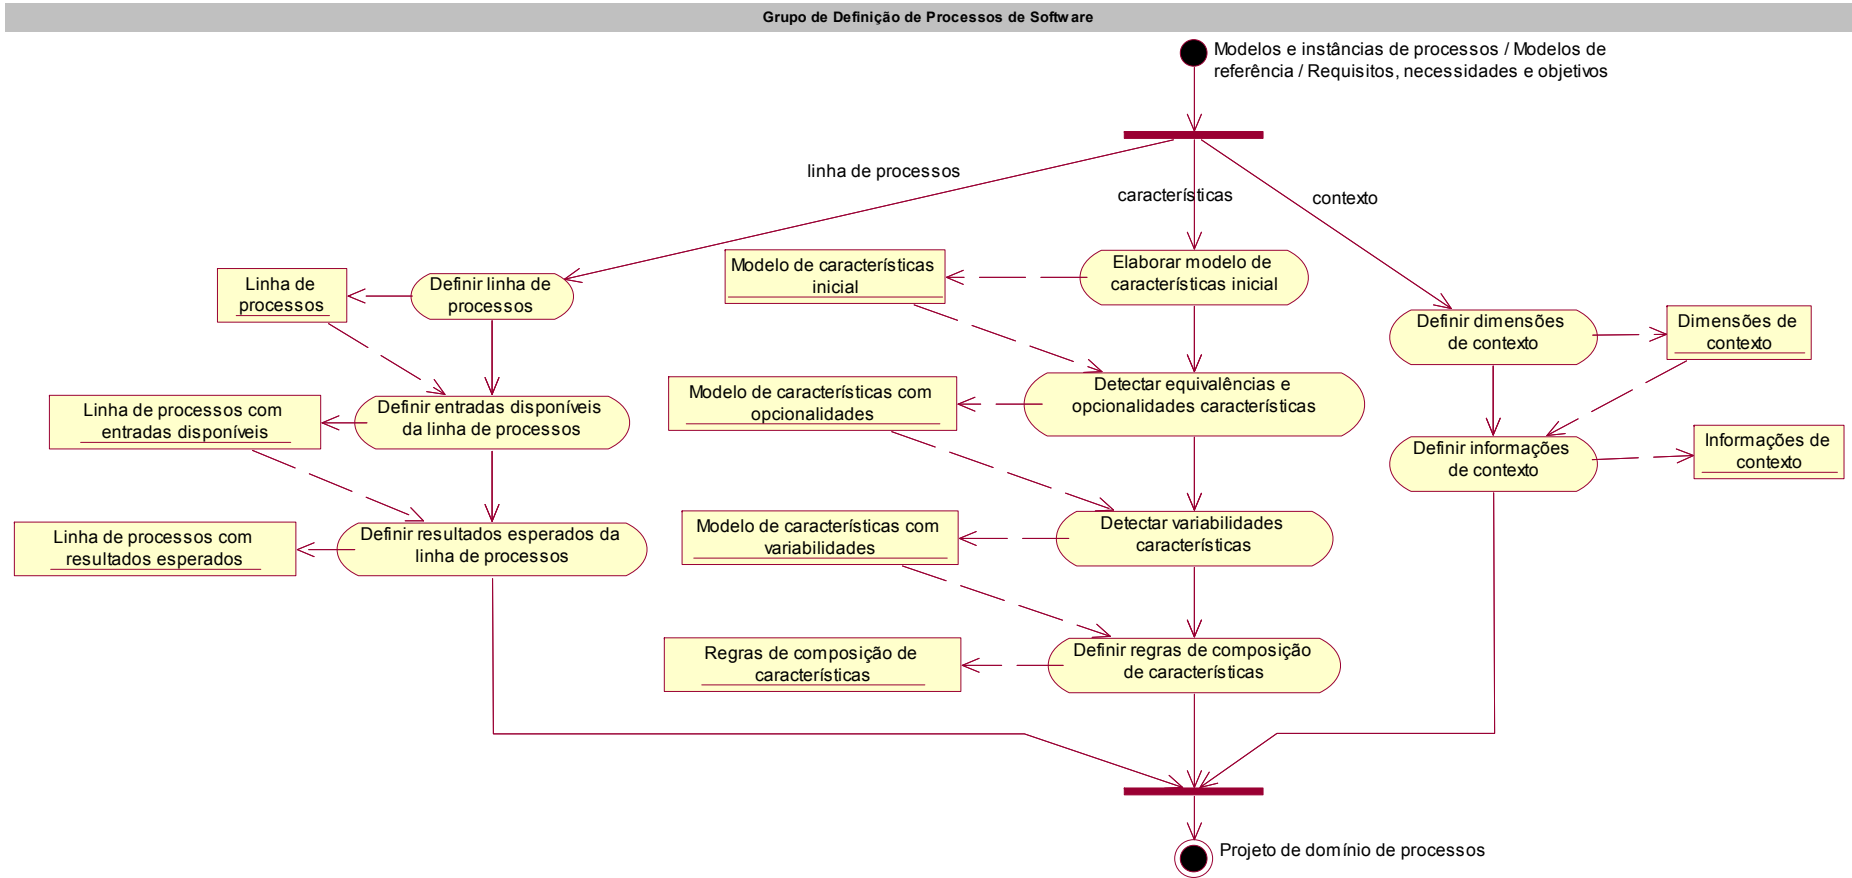 Grupo de Definição de Processos de Software
Modelos e instâncias de processos / Modelos de
referência / Requisitos, necessidades e objetivos
linha de processos
características
contexto
Linha de
processos
Definir linha de
processos
Modelo de características
inicial
Elaborar modelo de
características inicial
Definir dimensões
de contexto
Dimensões de
contexto
Linha de processos com
entradas disponíveis
Definir entradas disponíveis
da linha de processos
Modelo de características com
opcionalidades
Detectar equivalências e
opcionalidades características
Definir informações
de contexto
Informações de
contexto
Linha de processos com
resultados esperados
Definir resultados esperados da
linha de processos
Modelo de características com
variabilidades
Detectar variabilidades
características
Regras de composição de
características
Definir regras de composição
de características
Projeto de domínio de processos